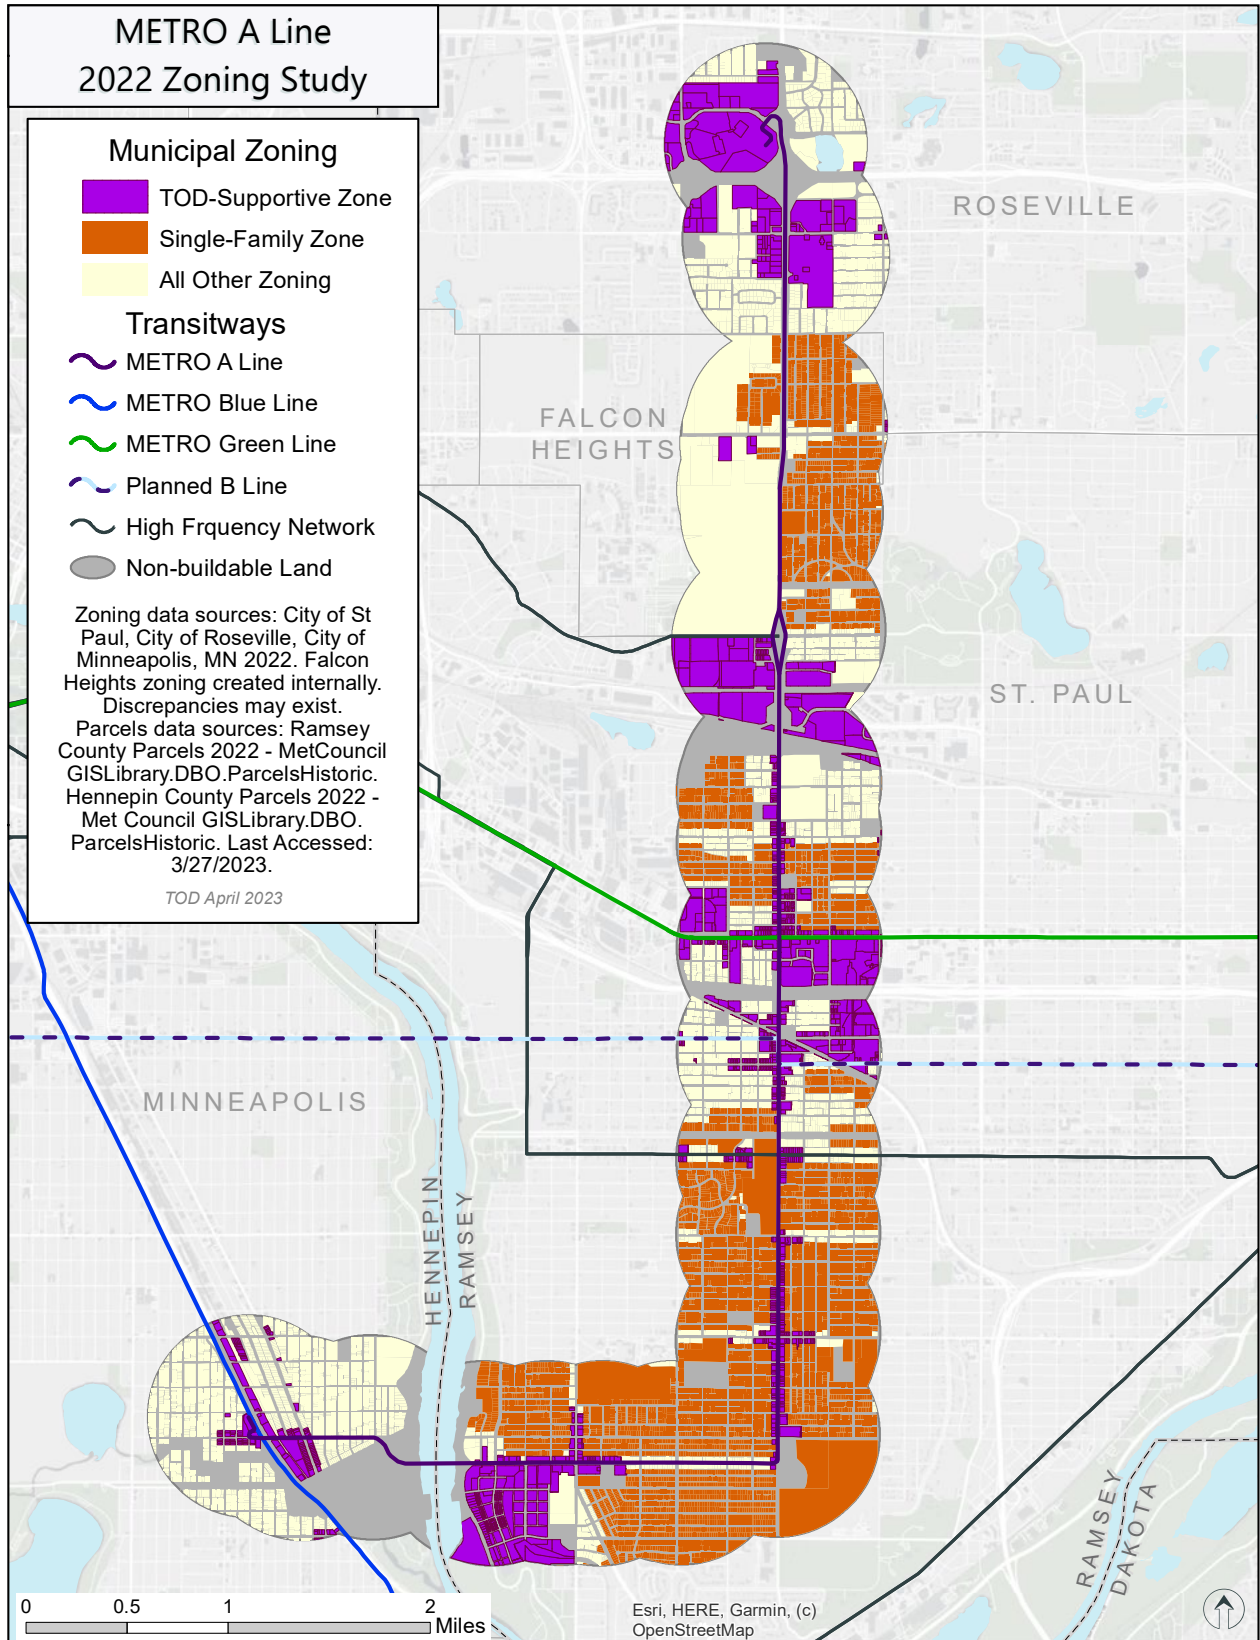 METRO A Line
2022 Zoning Study
Municipal Zoning
TOD-Supportive Zone
Single-Family Zone
All Other Zoning
Transitways
METRO A Line
METRO Blue Line
METRO Green Line
Planned B Line
High Frquency Network
Non-buildable Land
Zoning data sources: City of St
Paul, City of Roseville, City of
Minneapolis, MN 2022. Falcon
Heights zoning created internally.
Discrepancies may exist.
Parcels data sources: Ramsey
County Parcels 2022 - MetCouncil
GISLibrary.DBO.ParcelsHistoric.
Hennepin County Parcels 2022 -
Met Council GISLibrary.DBO.
ParcelsHistoric. Last Accessed:
3/27/2023.
TOD April 2023
ROSEVILLE
FALCON
HEIGHTS
ST. PAUL
MINNEAPOLIS
HENNEPIN
RAMSEY
RAMSEY
DAKOTA
0 0.5 1 2
Miles
Esri, HERE, Garmin, (c)
OpenStreetMap